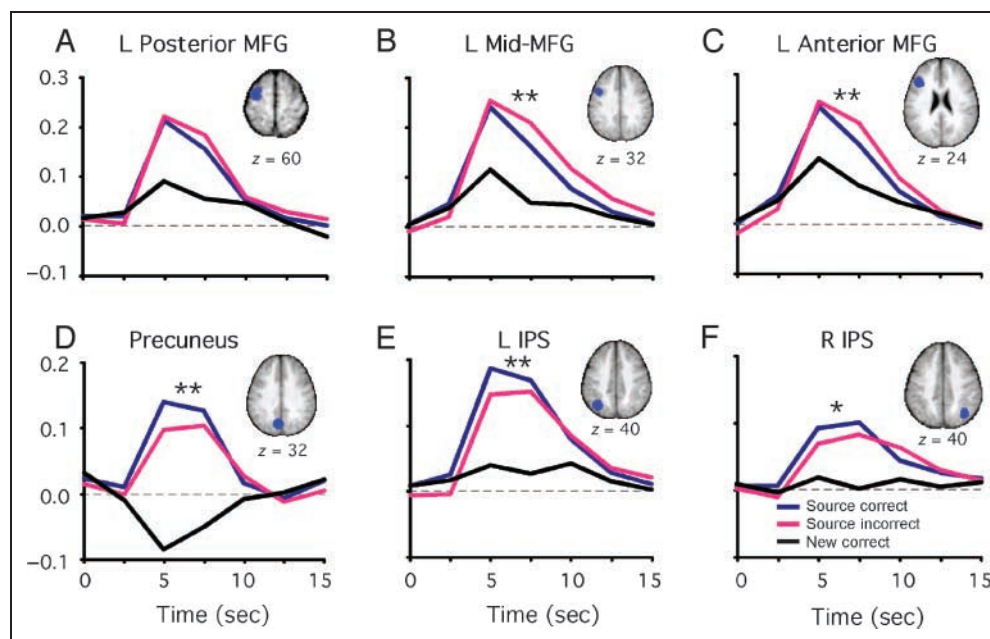 A L Posterior MFG
B L Mid-MFG
C L Anterior MFG
0.3
0.2
0.1
0.0
−0.1
z = 60
**
z = 32
**
z = 24
D Precuneus
E L IPS
F R IPS
0.2
0.1
0.0
−0.1
**
z = 32
**
z = 40
*
z = 40
Source correct
Source incorrect
New correct
0 5 10 15
0 5 10 15
0 5 10 15
Time (sec)
Time (sec)
Time (sec)